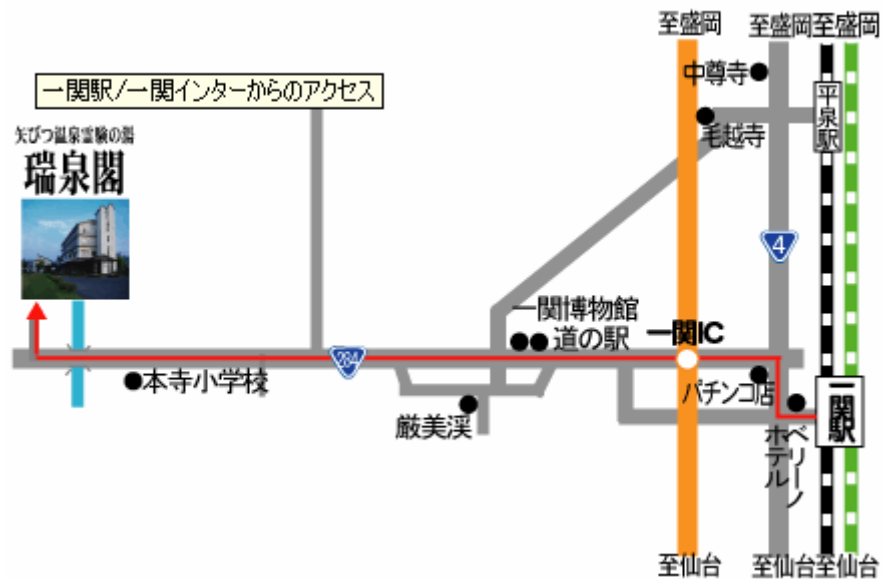 至盛岡
至盛岡
至盛岡
一関駅/一関インターからのアクセス
中尊寺
平泉駅
矢びつ温泉霊験の湯
瑞泉閣
毛越寺
4
一関博物館
道の駅
一関IC
284
本寺小学校
パチンコ店
一関駅
厳美渓
ホテル
ベリーノ
至仙台
至仙台
至仙台